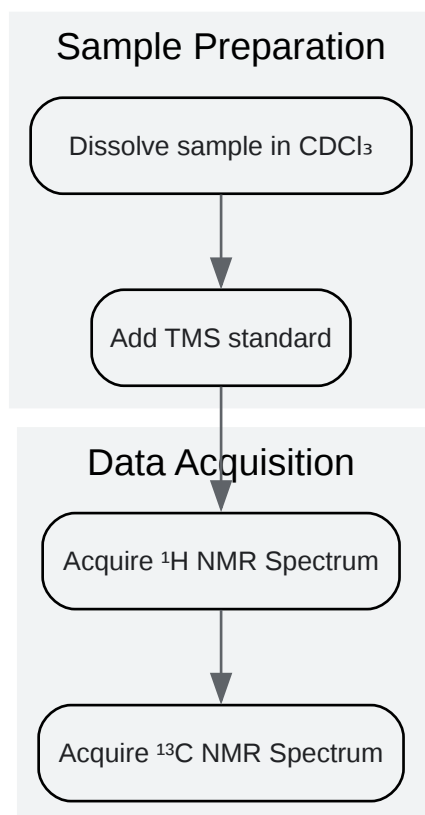 Sample Preparation
Dissolve sample in CDCl₃
Add TMS standard
Data Acquisition
Acquire ¹H NMR Spectrum
Acquire ¹³C NMR Spectrum